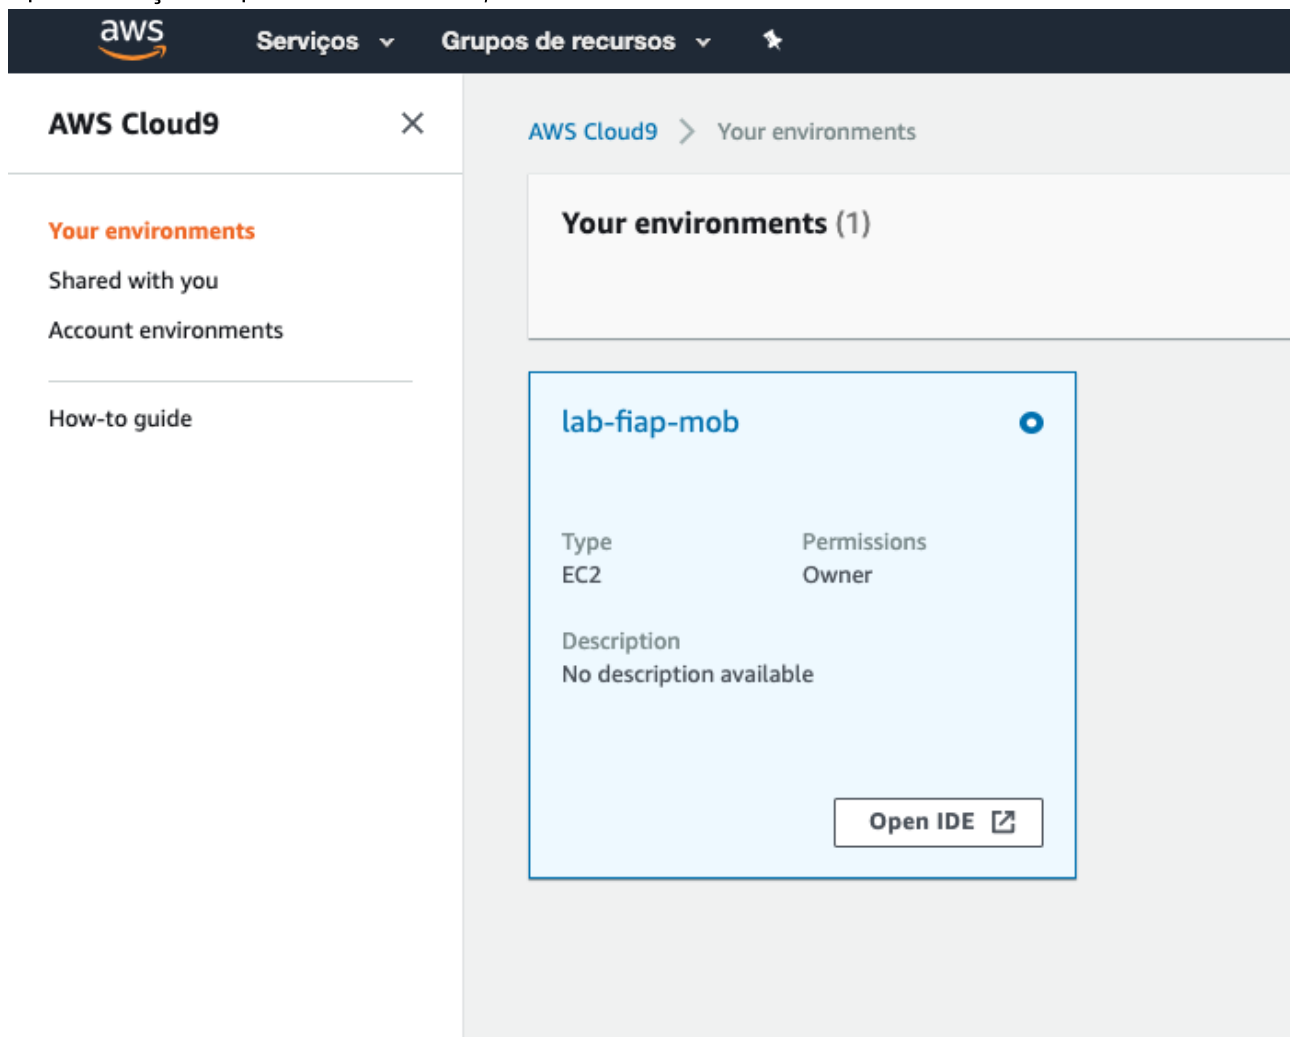 aws Serviços Grupos de recursos
AWS Cloud9
AWS Cloud9 > Your environments
Your environments
Shared with you
Account environments
How-to guide
Your environments (1)
lab-fiap-mob
Type Permissions
EC2 Owner
Description
No description available
Open IDE